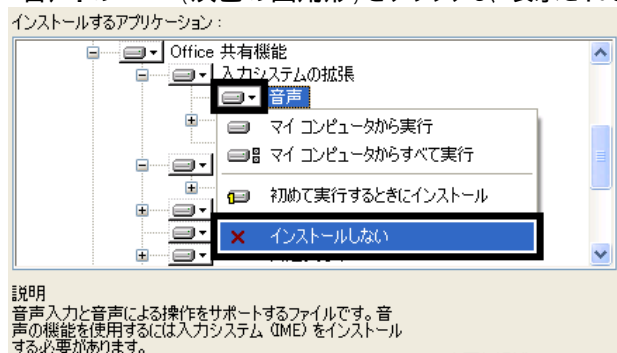 インストールするアプリケーション:
Office 共有機能
入力システムの拡張
音声
マイ コンピュータから実行
マイ コンピュータからすべて実行
初めて実行するときにインストール
インストールしない
説明
音声入力と音声による操作をサポートするファイルです。音
声の機能を使用するには入力システム (IME) をインストール
する必要があります。